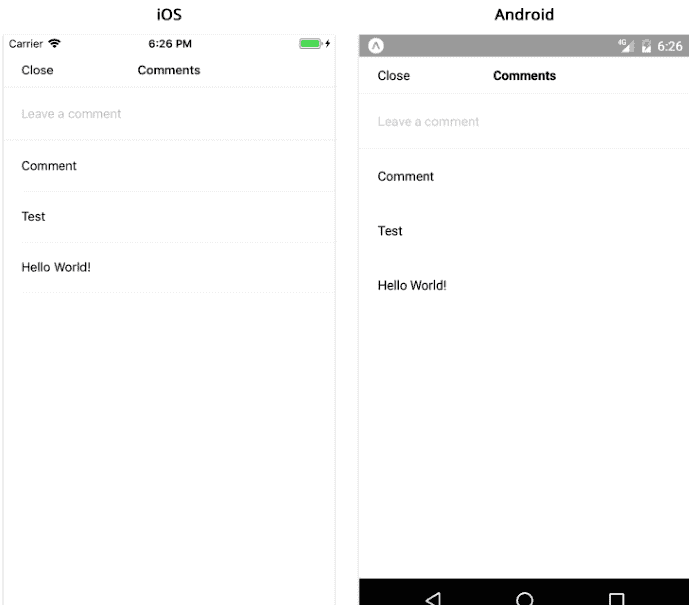 iOS
Carrier 6:26 PM
Close Comments
Leave a comment
Comment
Test
Hello World!
Android
4G 6:26
Close Comments
Leave a comment
Comment
Test
Hello World!